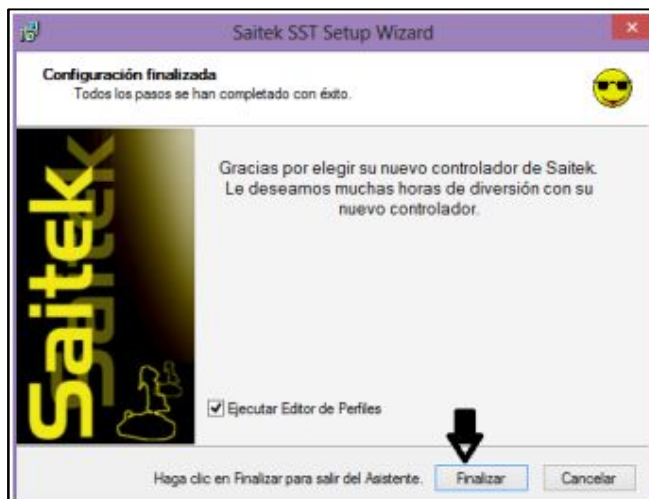 Saitek SST Setup Wizard
Configuración finalizada
Todos los pasos se han completado con éxito.
Saitek
Saitek
Gracias por elegir su nuevo controlador de Saitek.
Le deseamos muchas horas de diversión con su
nuevo controlador.
Ejecutar Editor de Perfiles
Haga clic en Finalizar para salir del Asistente. Finalizar Cancelar